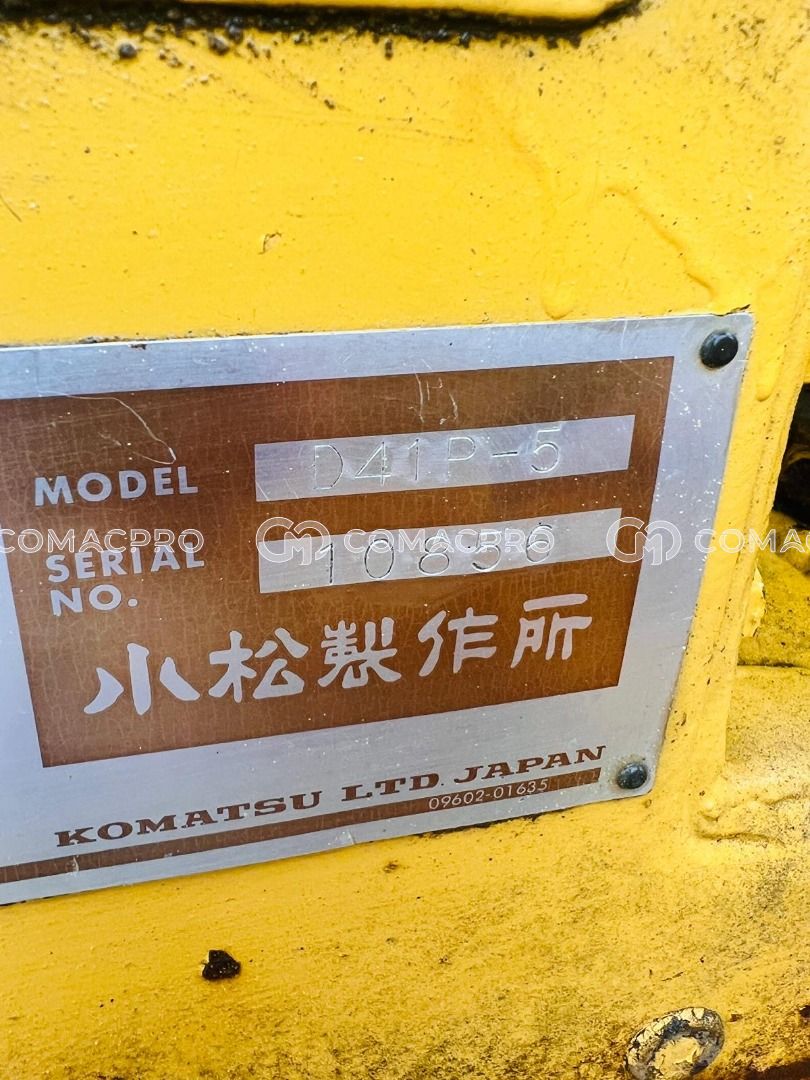 MODEL D41P-5
COMACPRO COMACPRO COMAC
SERIAL NO. 10856
小松製作所
KOMATSU LTD. JAPAN
09602-01635